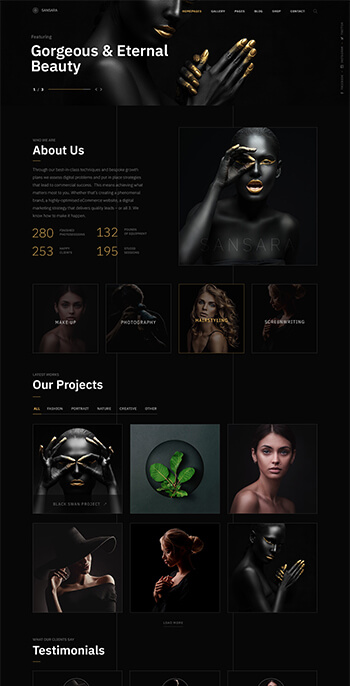 SANSARA
HOMEPAGES GALLERY PAGES BLOG SHOP CONTACT
Featuring
Gorgeous & Eternal
Beauty
1 / 3
WHO WE ARE
About Us
Through our best-in-class techniques and bespoke growth
plans we assess digital problems and put in place strategies
that lead to commercial success.. This means achieving what
matters most to you. Whether that's creating a phenomenal
brand, a highly-optimised eCommerce website, a digital
marketing strategy that delivers quality leads – or all 3. We
know how to make it happen.
280 FINISHED PHOTOSESSIONS
132
253 HAPPY CLIENTS
195 STUDIO
SANSARA
MAKE-UP
PHOTOGRAPHY
HAIRSTYLING
SCREENWRITING
LATEST WORKS
Our Projects
ALL FASHION PORTRAIT NATURE CREATIVE OTHER
BLACK SWAN PROJECT
LOAD MORE
WHAT OUR CLIENTS SAY
Testimonials